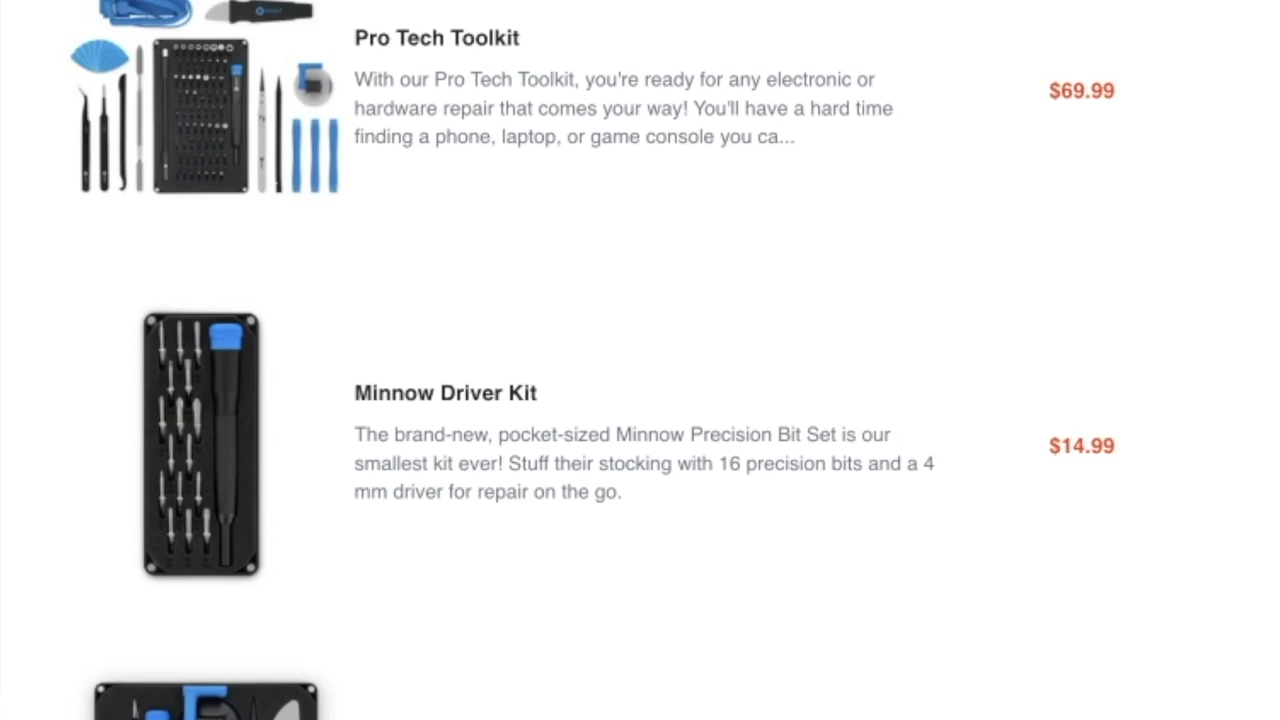 Pro Tech Toolkit
With our Pro Tech Toolkit, you're ready for any electronic or
hardware repair that comes your way! You'll have a hard time
finding a phone, laptop, or game console you ca...
$69.99
Minnow Driver Kit
The brand-new, pocket-sized Minnow Precision Bit Set is our
smallest kit ever! Stuff their stocking with 16 precision bits and a 4
mm driver for repair on the go.
$14.99